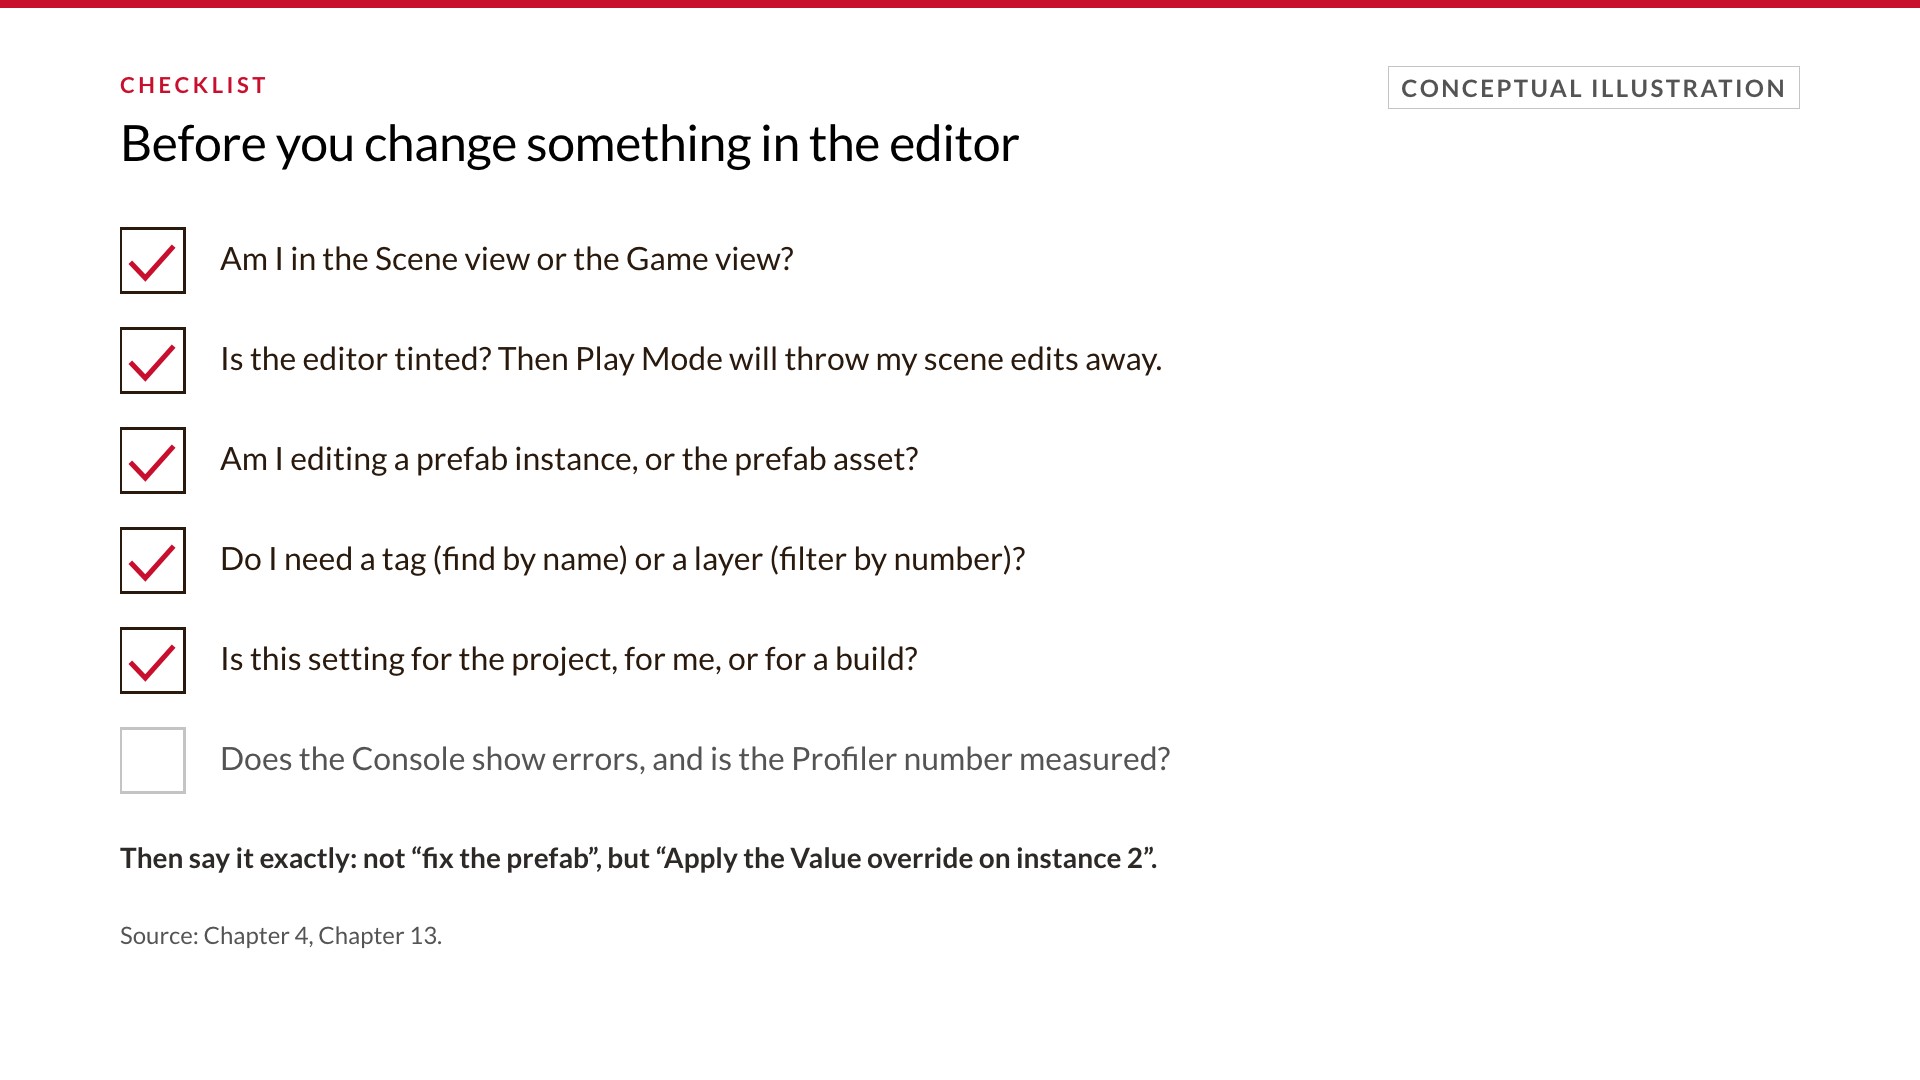 CHECKLIST
CONCEPTUAL ILLUSTRATION
Before you change something in the editor
Am I in the Scene view or the Game view?
Is the editor tinted? Then Play Mode will throw my scene edits away.
Am I editing a prefab instance, or the prefab asset?
Do I need a tag (find by name) or a layer (filter by number)?
Is this setting for the project, for me, or for a build?
Does the Console show errors, and is the Profiler number measured?
Then say it exactly: not “fix the prefab”, but “Apply the Value override on instance 2”.
Source: Chapter 4, Chapter 13.